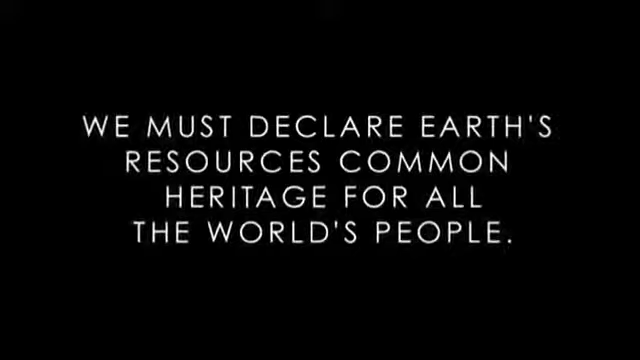 WE MUST DECLARE EARTH'S
RESOURCES COMMON
HERITAGE FOR ALL
THE WORLD'S PEOPLE.